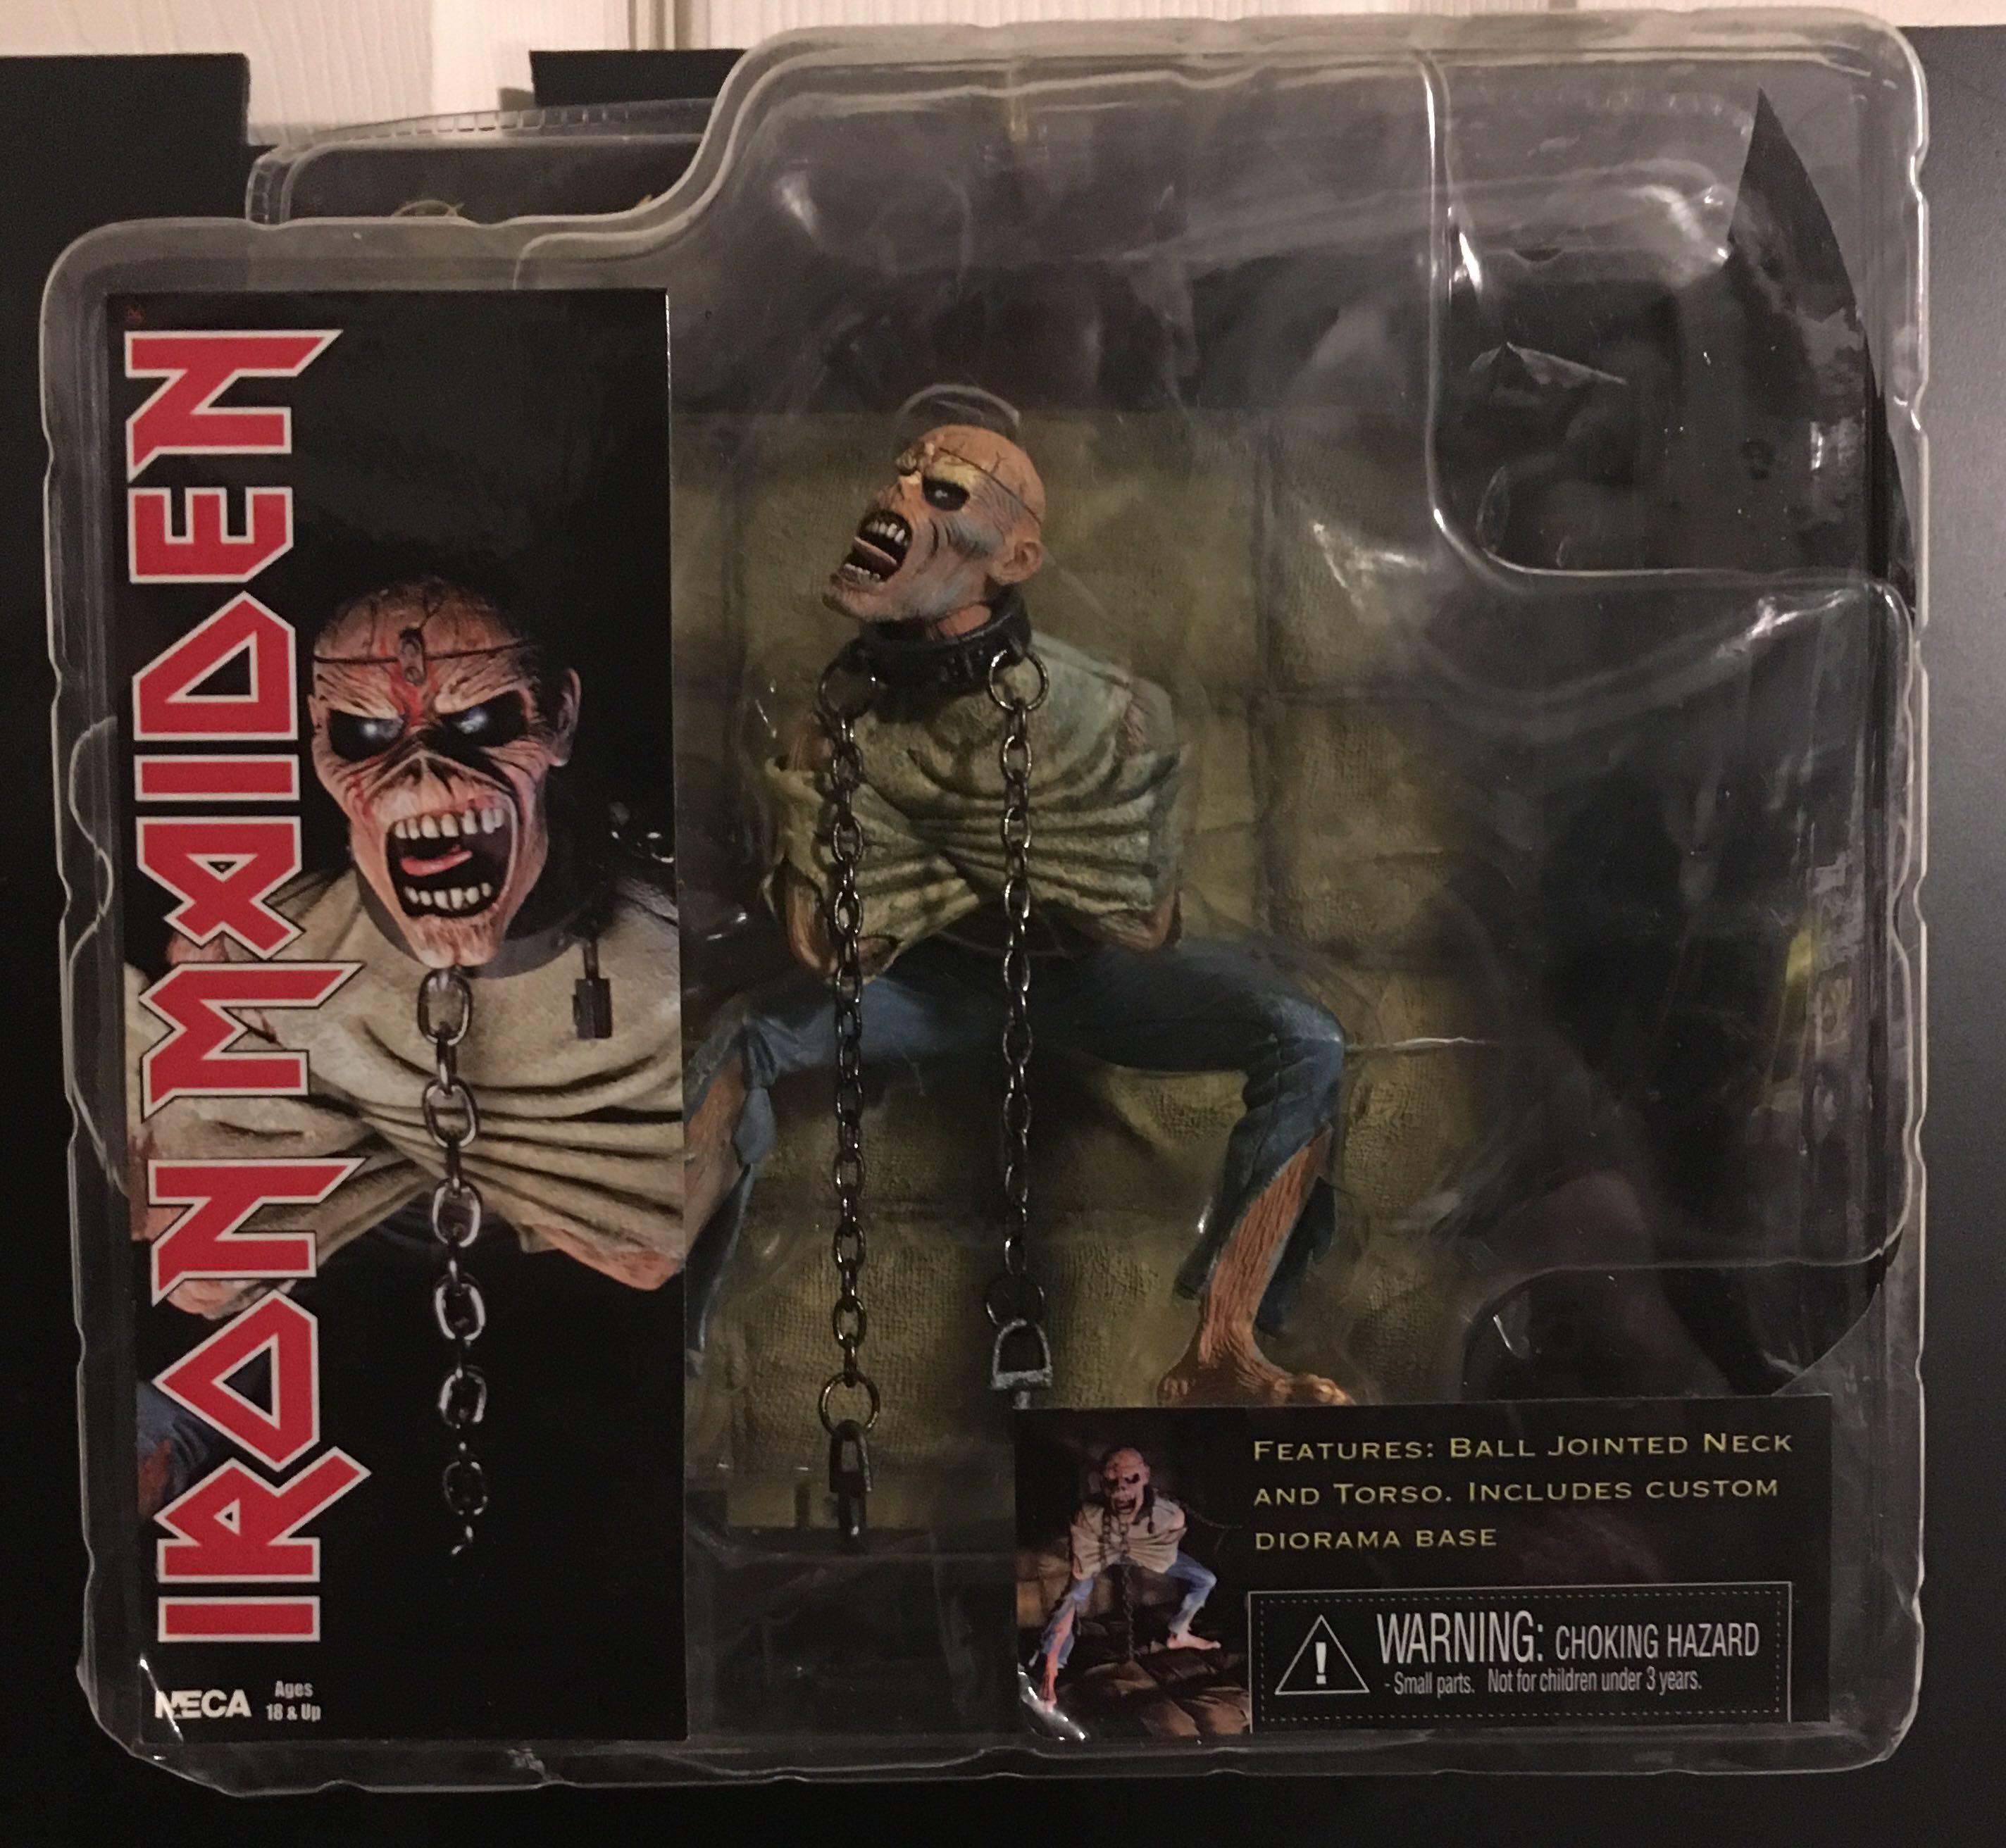 IRON MAIDEN
NECA
Ages
18 & Up
FEATURES: BALL JOINTED NECK
AND TORSO. INCLUDES CUSTOM
DIORAMA BASE
WARNING: CHOKING HAZARD
- Small parts. Not for children under 3 years.